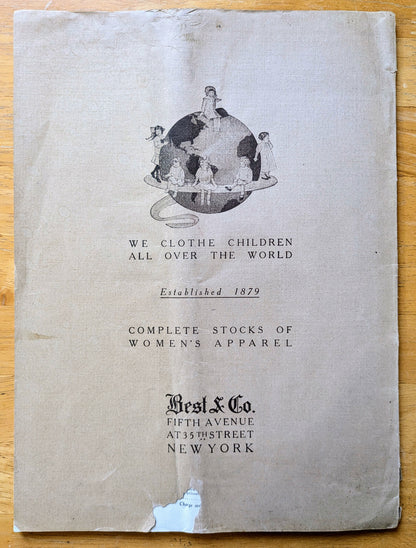 WE CLOTHE CHILDREN
ALL OVER THE WORLD
Established 1879
COMPLETE STOCKS OF
WOMEN'S APPAREL
Best & Co.
FIFTH AVENUE
AT 35TH STREET
NEW YORK